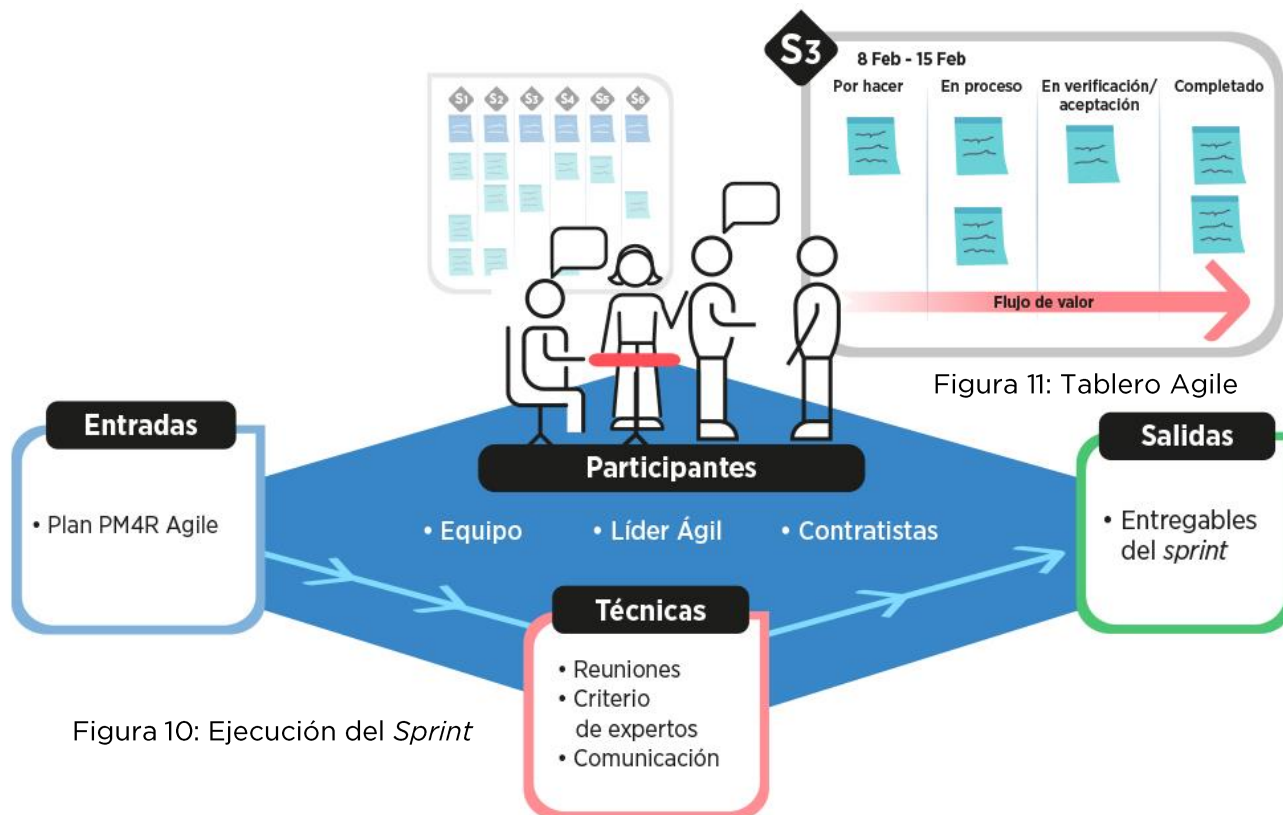 S1 S2 S3 S4 S5 S6
S3
8 Feb - 15 Feb
Por hacer
En proceso
En verificación/
aceptación
Completado
Flujo de valor
Figura 11: Tablero Agile
Entradas
• Plan PM4R Agile
Participantes
• Equipo
• Líder Ágil
• Contratistas
Salidas
• Entregables
del sprint
Técnicas
• Reuniones
• Criterio
de expertos
• Comunicación
Figura 10: Ejecución del Sprint